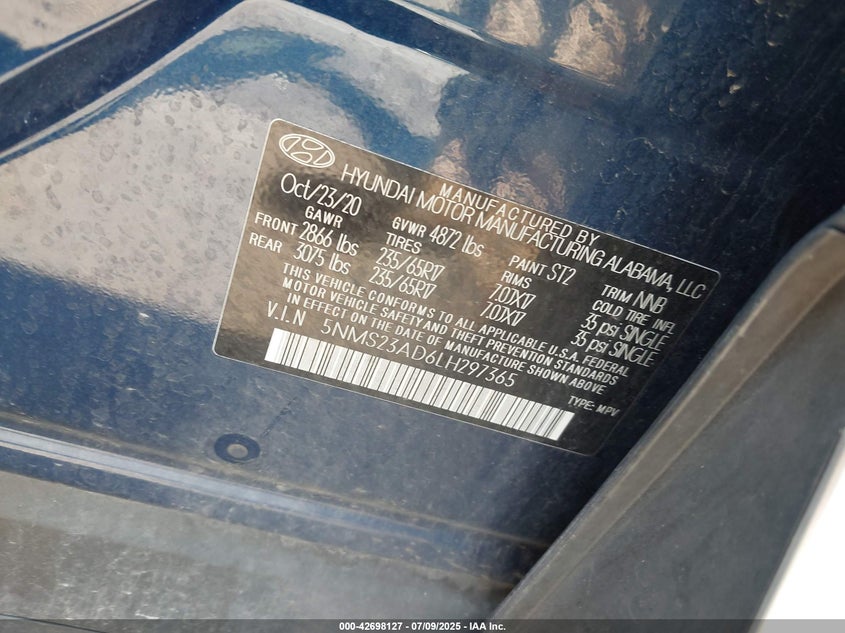 MANUFACTURED BY
HYUNDAI MOTOR MANUFACTURING ALABAMA, LLC
Oct/23/20 GVWR 4872 lbs PAINT ST2 TRIM NNB
GAWR TIRES RIMS COLD TIRE INFL
FRONT 2866 lbs 235/65R17 7.0JX17 35 psi SINGLE
REAR 3075 lbs 235/65R17 7.0JX17 35 psi SINGLE
THIS VEHICLE CONFORMS TO ALL APPLICABLE U.S.A. FEDERAL
MOTOR VEHICLE SAFETY AND THEFT PREVENTION STANDARDS
IN EFFECT ON THE DATE OF MANUFACTURE SHOWN ABOVE
V.I.N 5NMS23AD6LH297365 TYPE: MPV
000-42698127 - 07/09/2025 - IAA Inc.